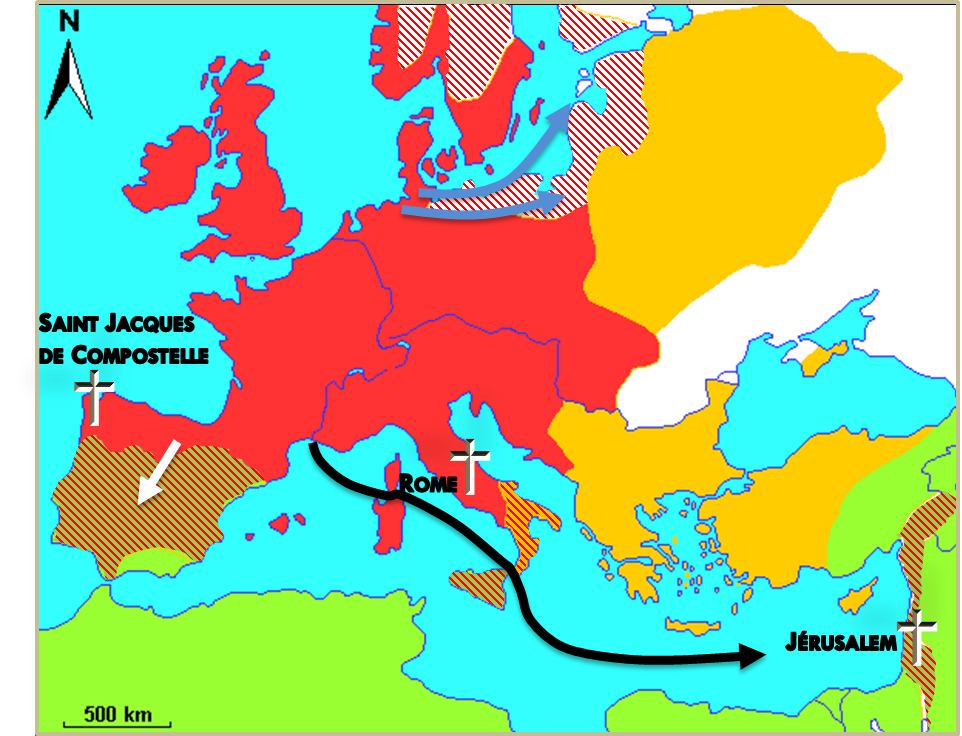 N
SAINT JACQUES
DE COMPOSTELLE
ROME
JÉRUSALEM
500 km